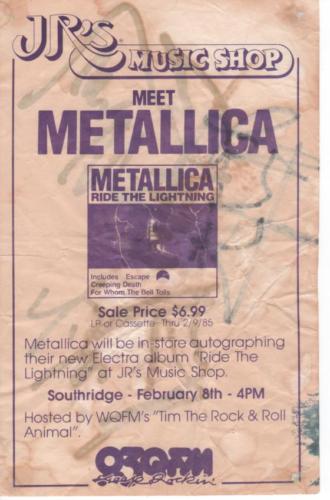 JR'S
MUSIC SHOP
MEET
METALLICA
METALLICA
RIDE THE LIGHTNING
Includes Escape
Creeping Death
For Whom The Bell Tolls
Sale Price $6.99
LP or Cassette Thru 2/9/85
Metallica will be in-store autographing
their new Electra album "Ride The
Lightning" at JR's Music Shop.
Southridge - February 8th - 4PM
Hosted by WQFM's "Tim The Rock & Roll
Animal".
93QFM
Keeps Rockin'